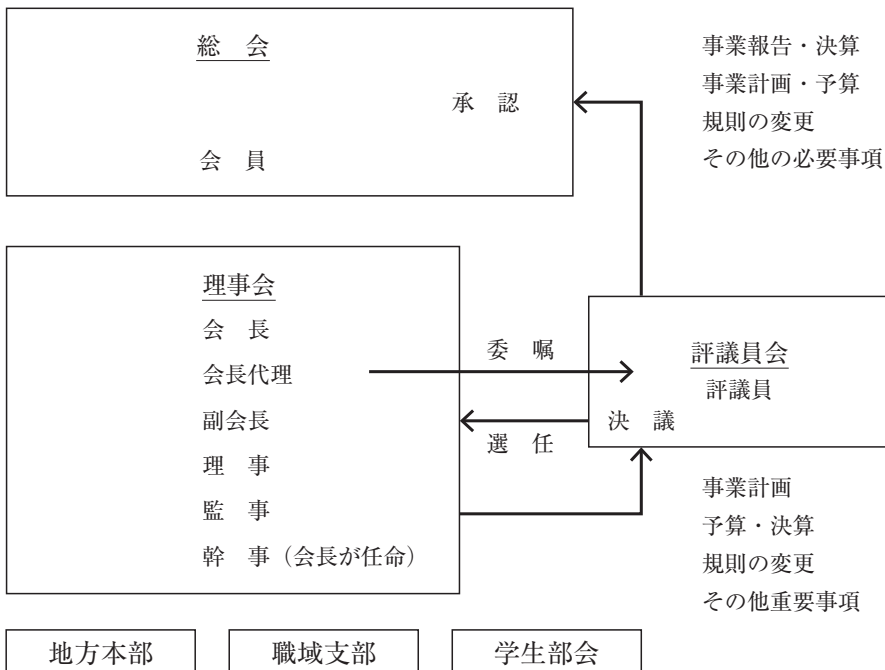 総 会
承 認
会 員
事業報告・決算
事業計画・予算
規則の変更
その他の必要事項
理事会
会 長
会長代理
副会長
理 事
監 事
幹 事（会長が任命）
委 嘱
選 任
評議員会
評議員
決 議
事業計画
予算・決算
規則の変更
その他重要事項
地方本部
職域支部
学生部会